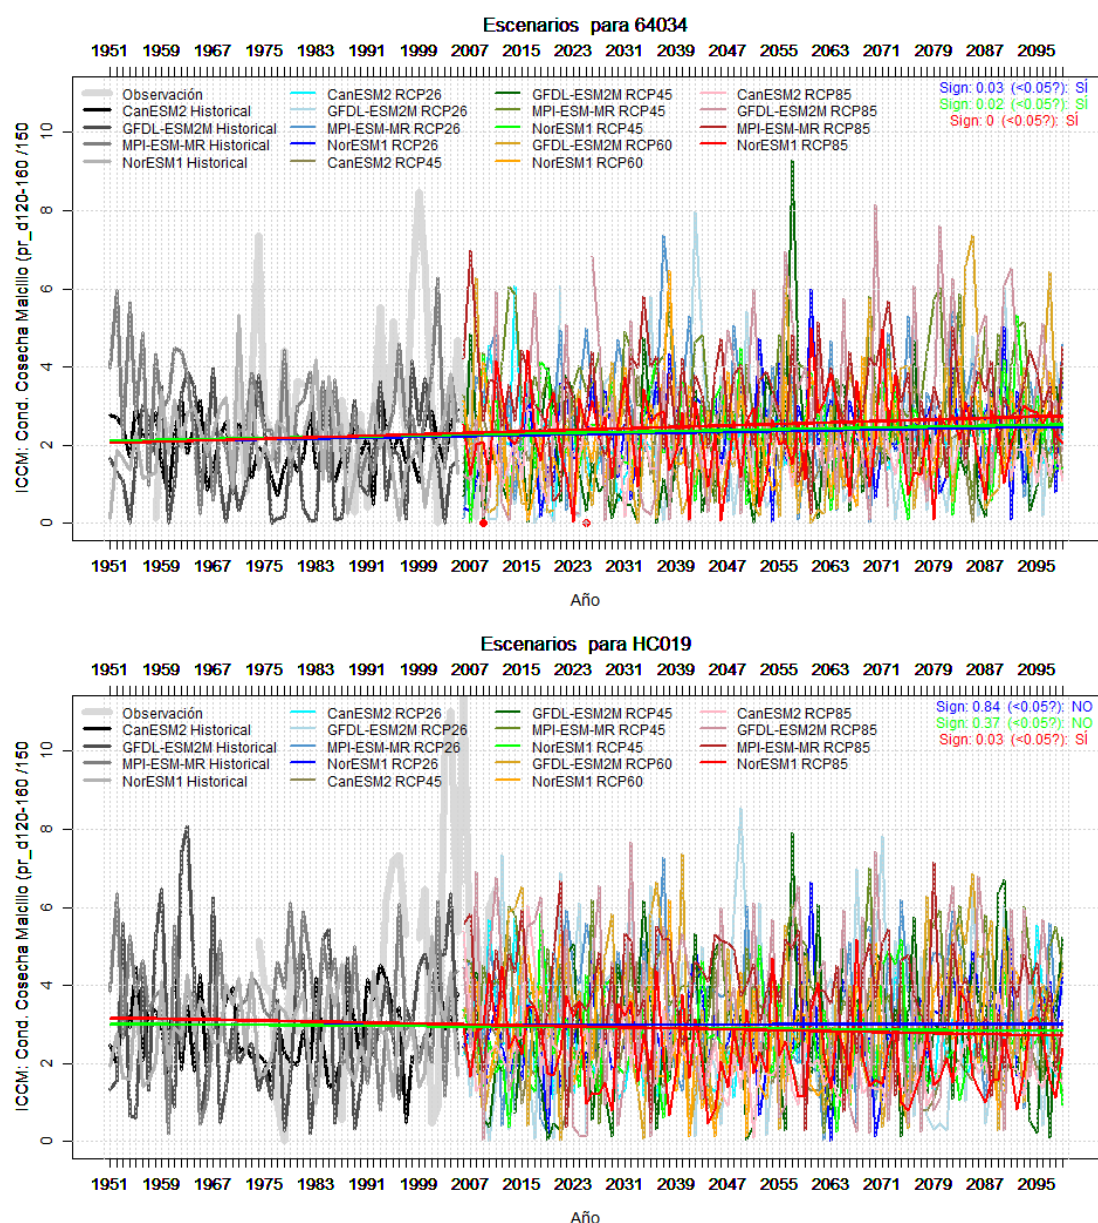 Escenarios para 64034
1951 1959 1967 1975 1983 1991 1999 2007 2015 2023 2031 2039 2047 2055 2063 2071 2079 2087 2095
Observación
CanESM2 Historical
GFDL-ESM2M Historical
MPI-ESM-MR Historical
NorESM1 Historical
CanESM2 RCP26
GFDL-ESM2M RCP26
MPI-ESM-MR RCP26
NorESM1 RCP26
CanESM2 RCP45
GFDL-ESM2M RCP45
MPI-ESM-MR RCP45
NorESM1 RCP45
GFDL-ESM2M RCP60
NorESM1 RCP60
CanESM2 RCP85
GFDL-ESM2M RCP85
MPI-ESM-MR RCP85
NorESM1 RCP85
Sign: 0.03 (<0.05?): SÍ
Sign: 0.02 (<0.05?): SÍ
Sign: 0 (<0.05?): SÍ
ICCM: Cond. Cosecha Maicillo (pr_d120-160 /150
10
8
6
4
2
0
1951 1959 1967 1975 1983 1991 1999 2007 2015 2023 2031 2039 2047 2055 2063 2071 2079 2087 2095
Año
Escenarios para HC019
1951 1959 1967 1975 1983 1991 1999 2007 2015 2023 2031 2039 2047 2055 2063 2071 2079 2087 2095
Observación
CanESM2 Historical
GFDL-ESM2M Historical
MPI-ESM-MR Historical
NorESM1 Historical
CanESM2 RCP26
GFDL-ESM2M RCP26
MPI-ESM-MR RCP26
NorESM1 RCP26
CanESM2 RCP45
GFDL-ESM2M RCP45
MPI-ESM-MR RCP45
NorESM1 RCP45
GFDL-ESM2M RCP60
NorESM1 RCP60
CanESM2 RCP85
GFDL-ESM2M RCP85
MPI-ESM-MR RCP85
NorESM1 RCP85
Sign: 0.84 (<0.05?): NO
Sign: 0.37 (<0.05?): NO
Sign: 0.03 (<0.05?): SÍ
ICCM: Cond. Cosecha Maicillo (pr_d120-160 /150
10
8
6
4
2
0
1951 1959 1967 1975 1983 1991 1999 2007 2015 2023 2031 2039 2047 2055 2063 2071 2079 2087 2095
Año